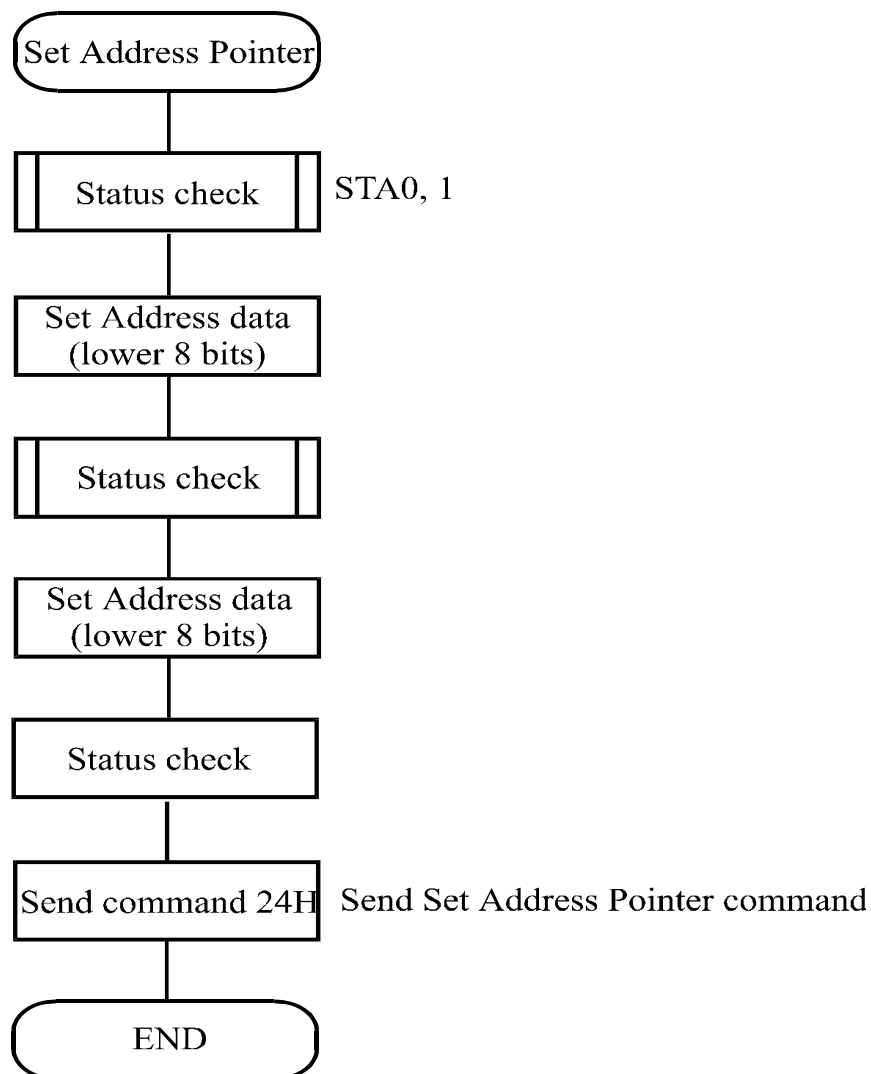 Set Address Pointer
Status check
STA0, 1
Set Address data
(lower 8 bits)
Status check
Set Address data
(lower 8 bits)
Status check
Send command 24H
Send Set Address Pointer command
END